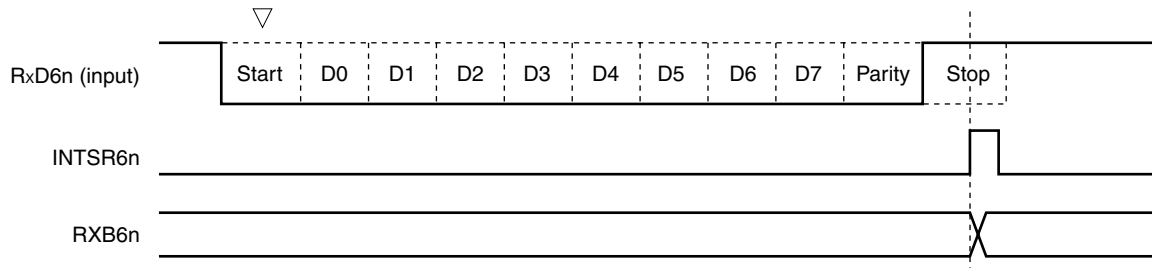 RxD6n (input) Start D0 D1 D2 D3 D4 D5 D6 D7 Parity Stop
INTSR6n
RXB6n